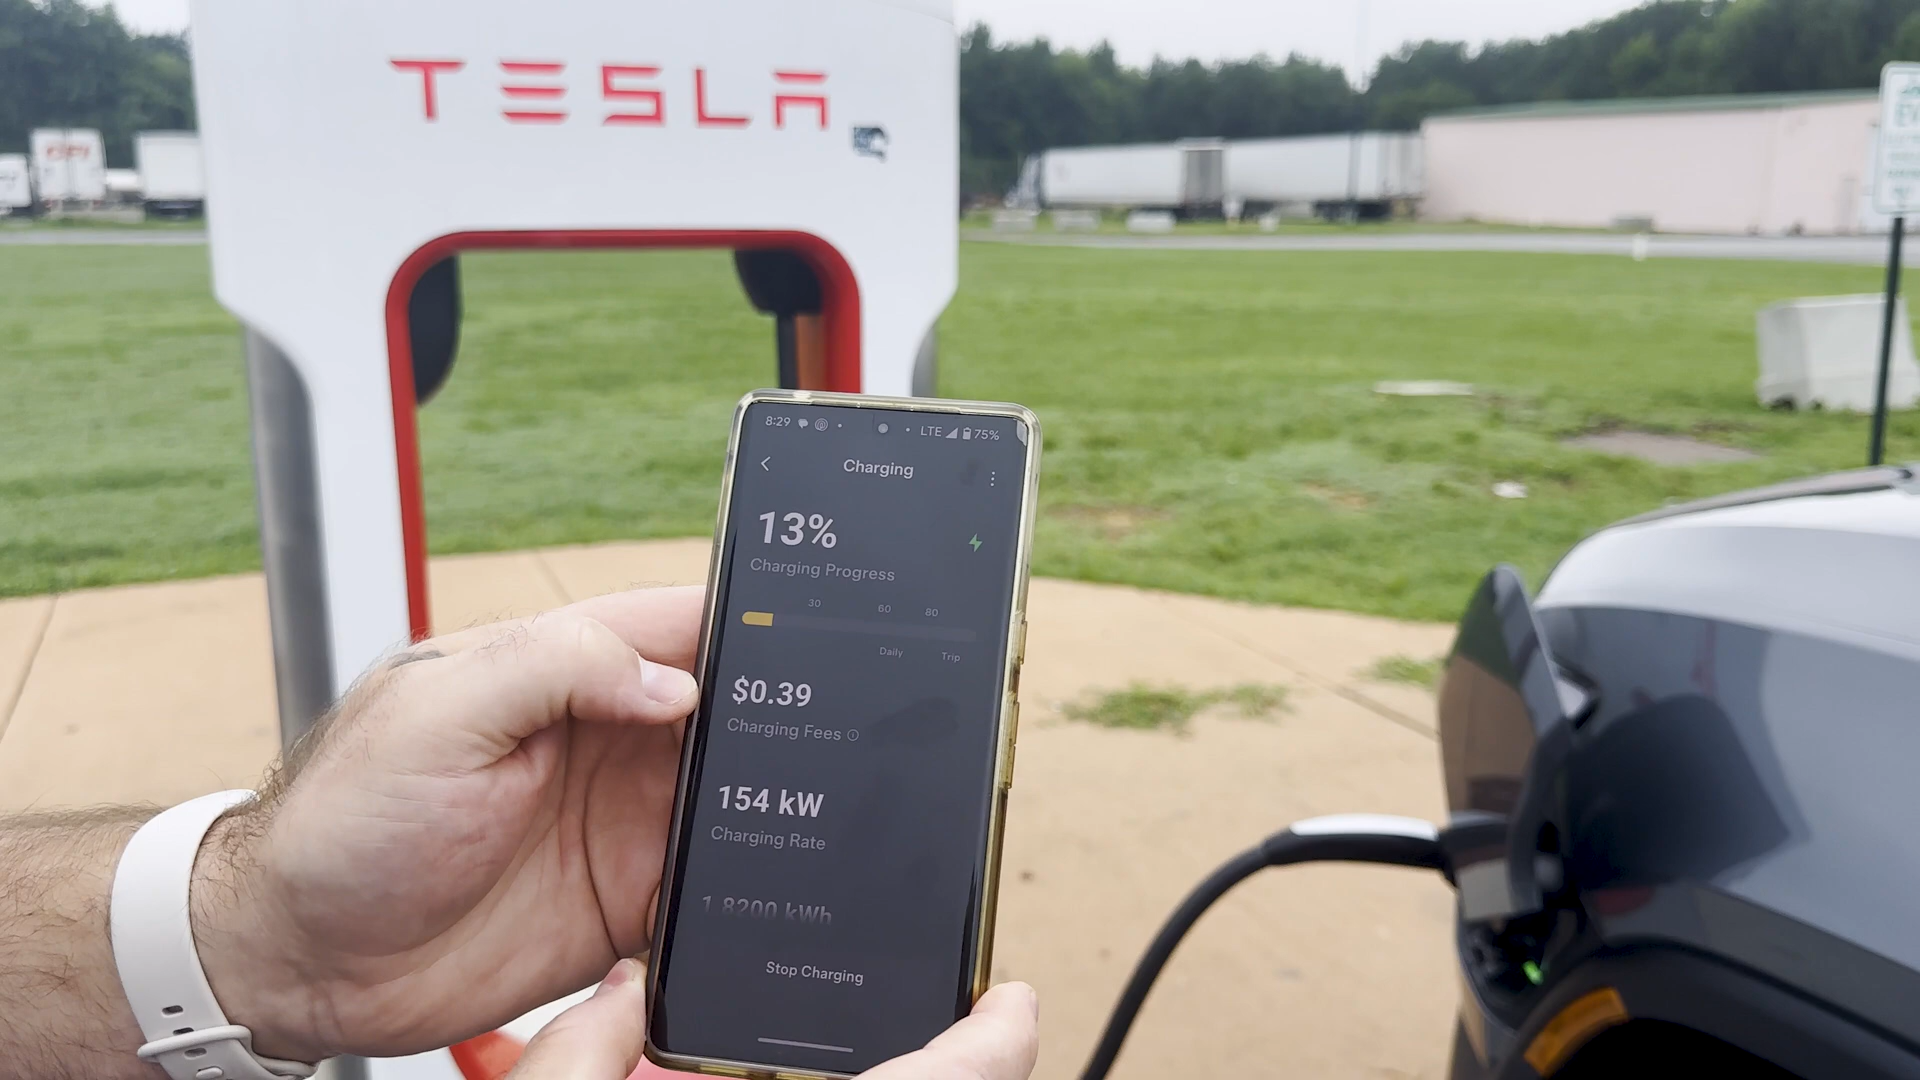 TESLA
8:29 LTE 75%
Charging
13%
Charging Progress
30 60 80
Daily Trip
$0.39
Charging Fees
154 kW
Charging Rate
1.8200 kWh
Stop Charging